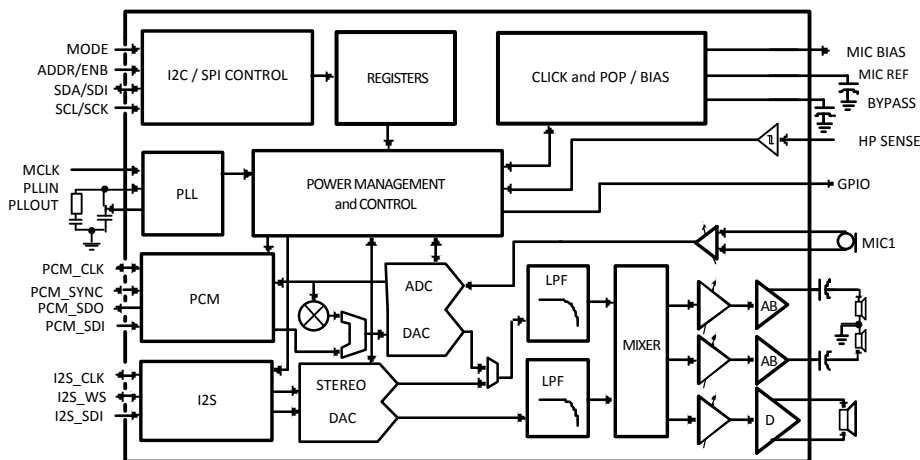 MODE
ADDR/ENB
SDA/SDI
SCL/SCK
I2C / SPI CONTROL
REGISTERS
CLICK and POP / BIAS
MIC BIAS
MIC REF
BYPASS
HP SENSE
MCLK
PLLIN
PLLOUT
PLL
POWER MANAGEMENT
and CONTROL
GPIO
MIC1
PCM_CLK
PCM_SYNC
PCM_SDO
PCM_SDI
PCM
ADC
DAC
LPF
MIXER
AB
AB
I2S_CLK
I2S_WS
I2S_SDI
I2S
STEREO
DAC
LPF
D